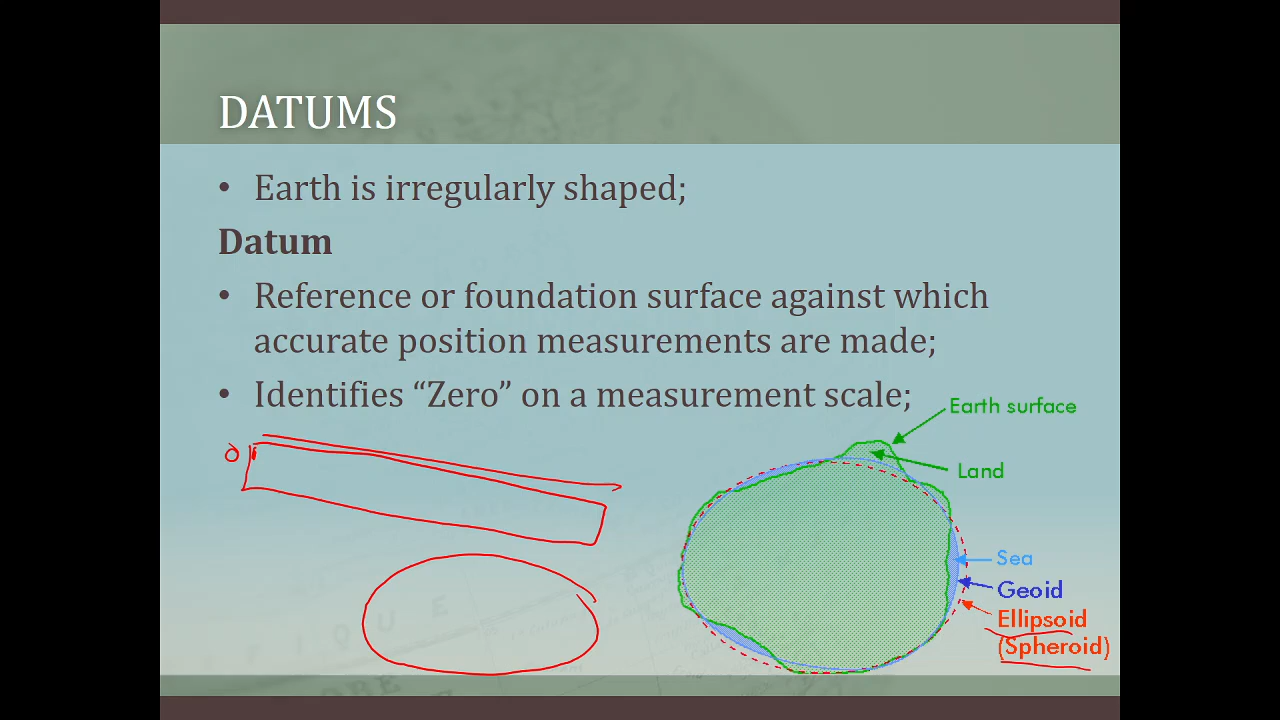 DATUMS
• Earth is irregularly shaped;
Datum
• Reference or foundation surface against which
accurate position measurements are made;
• Identifies “Zero” on a measurement scale;
Earth surface
Land
0
Sea
Geoid
Ellipsoid
(Spheroid)